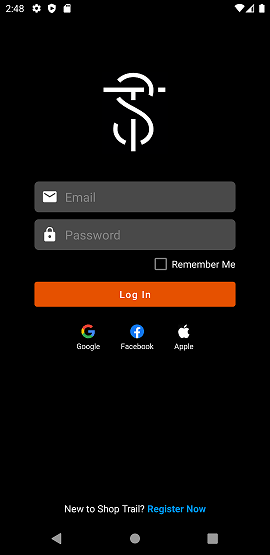 2:48
Email
Password
Remember Me
Log In
Google Facebook Apple
New to Shop Trail? Register Now